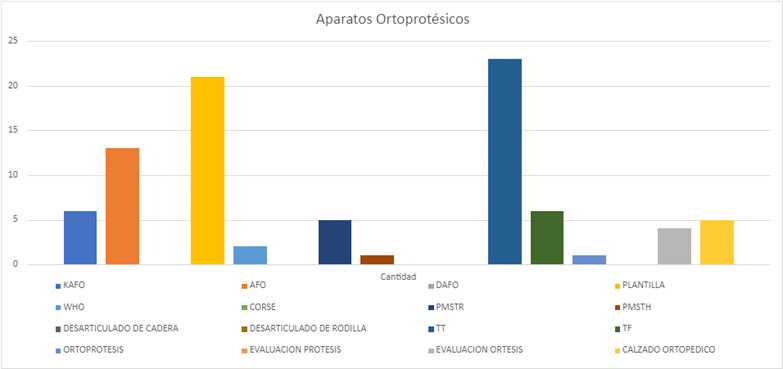 Aparatos Ortoprotésicos
25
20
15
10
5
0
Cantidad
KAFO AFO DAFO PLANTILLA
WHO CORSE PMSTR PMSTH
DESARTICULADO DE CADERA DESARTICULADO DE RODILLA TT TF
ORTOPROTESIS EVALUACION PROTESIS EVALUACION ORTESIS CALZADO ORTOPEDICO